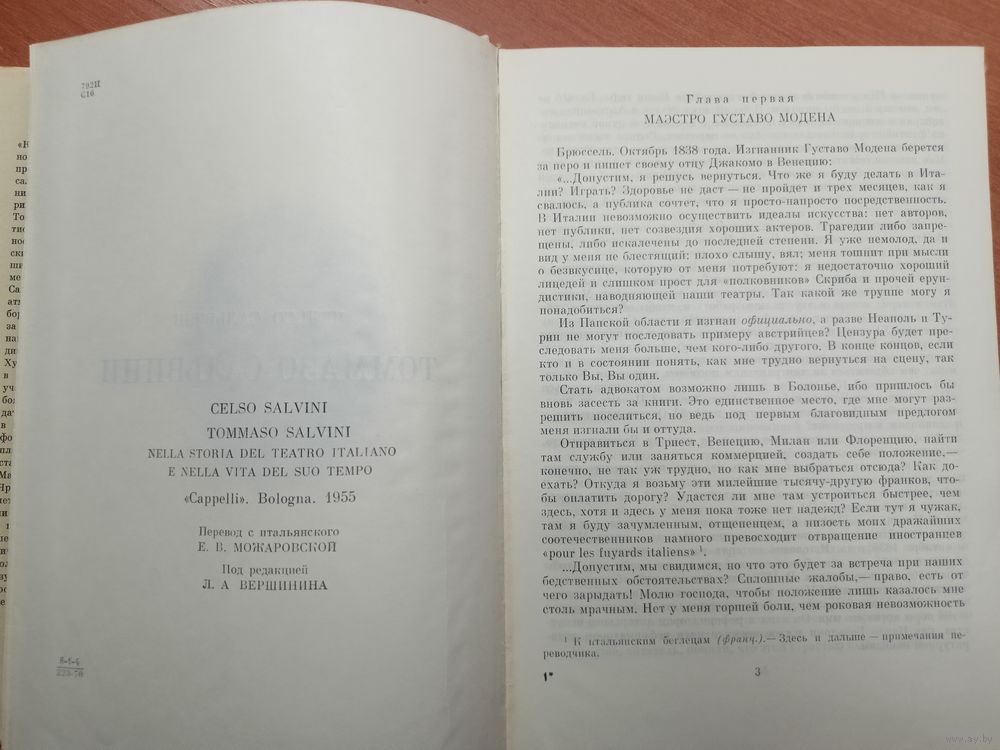 792И
С16
CELSO SALVINI
TOMMASO SALVINI
NELLA STORIA DEL TEATRO ITALIANO
E NELLA VITA DEL SUO TEMPO
«Cappelli». Bologna. 1955
Перевод с итальянского
Е. В. МОЖАРОВСКОЙ
Под редакцией
Л. А ВЕРШИНИНА
8-1-4
Глава первая
МАЭСТРО ГУСТАВО МОДЕНА
Брюссель. Октябрь 1838 года. Изгнанник Густаво Модена берется
за перо и пишет своему отцу Джакомо в Венецию:
«...Допустим, я решусь вернуться. Что же я буду делать в Ита-
лии? Играть? Здоровье не даст — не пройдет и трех месяцев, как я
свалюсь, а публика сочтет, что я просто-напросто посредственность.
В Италии невозможно осуществить идеалы искусства: нет авторов,
нет публики, нет созвездия хороших актеров. Трагедии либо запре-
щены, либо искалечены до последней степени. Я уже немолод, да и
вид у меня не блестящий: плохо слышу, вял; меня тошнит при мысли
о безвкусице, которую от меня потребуют: я недостаточно хороший
лицедей и слишком прост для «полковников» Скриба и прочей ерун-
дистики, наводняющей наши театры. Так какой же труппе могу я
понадобиться?
Из Папской области я изгнан официально, а разве Неаполь и Ту-
рин не могут последовать примеру австрийцев? Цензура будет пре-
следовать меня больше, чем кого-либо другого. В конце концов, если
кто и в состоянии понять, как мне трудно вернуться на сцену, так
только Вы, Вы один.
Стать адвокатом возможно лишь в Болонье, ибо пришлось бы
вновь засесть за книги. Это единственное место, где мне могут раз-
решить поселиться, но ведь под первым благовидным предлогом
меня изгнали бы и оттуда.
Отправиться в Триест, Венецию, Милан или Флоренцию, найти
там службу или заняться коммерцией, создать себе положение,—
конечно, не так уж трудно, но как мне выбраться отсюда? Как до-
ехать? Откуда я возьму эти милейшие тысячу-другую франков, что-
бы оплатить дорогу? Удастся ли мне там устроиться быстрее, чем
здесь, хотя и здесь у меня пока тоже нет надежд? Если тут я чужак,
там я буду зачумленным, отщепенцем, а низость моих дражайших
соотечественников намного превосходит отвращение иностранцев
«pour les fuyards italiens» ¹.
...Допустим, мы свидимся, но что это будет за встреча при наших
бедственных обстоятельствах? Сплошные жалобы,— право, есть от
чего зарыдать! Молю господа, чтобы положение лишь казалось мне
столь мрачным. Нет у меня горшей боли, чем роковая невозможность
¹ К итальянским беглецам (франц.).— Здесь и дальше — примечания пе-
реводчика.
1*
3
www.ay.by